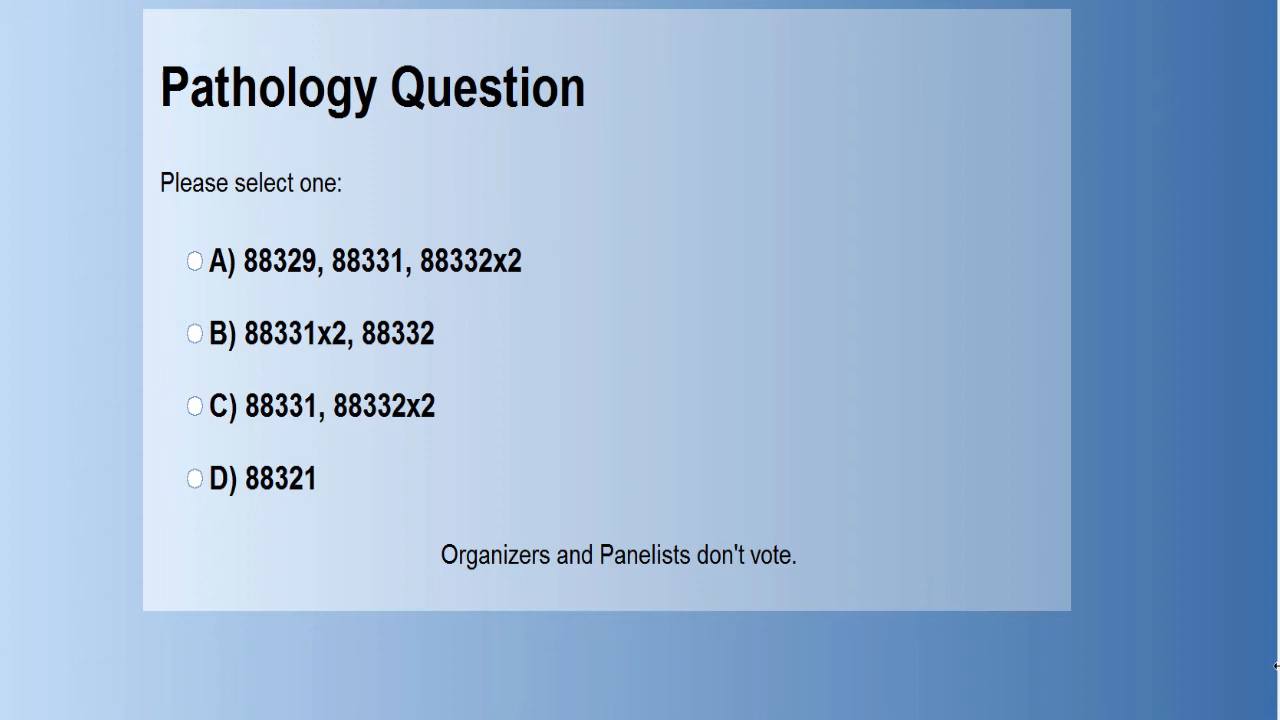 Pathology Question
Please select one:
A) 88329, 88331, 88332x2
B) 88331x2, 88332
C) 88331, 88332x2
D) 88321
Organizers and Panelists don't vote.